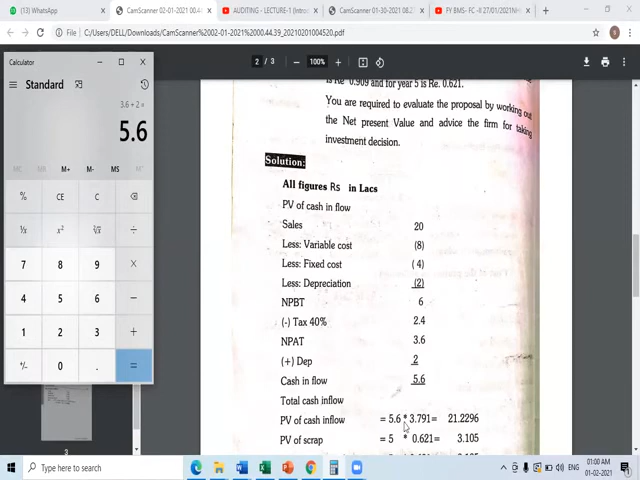 (13) WhatsApp
CamScanner 02-01-2021 00.44
AUDITING - LECTURE-1 (Introd
CamScanner 01-30-2021 08.2
FY BMS- FC -II 27/01/2021
File
C:/Users/DELL/Downloads/CamScanner%2002-01-2021%2000.44.39_20210201004520.pdf
2 / 3
100%
Calculator
Standard
3.6 + 2 =
5.6
MC MR M+ M- MS M
% CE C
1/x x² ²√x ÷
7 8 9 ×
4 5 6 −
1 2 3 +
+/- 0 . =
3
is Re 0.909 and for year 5 is Re. 0.621.
You are required to evaluate the proposal by working out
the Net present Value and advice the firm for taking
investment decision.
Solution:
All figures Rs in Lacs
PV of cash in flow
Sales 20
Less: Variable cost (8)
Less: Fixed cost (4)
Less: Depreciation (2)
NPBT 6
(-) Tax 40% 2.4
NPAT 3.6
(+) Dep 2
Cash in flow 5.6
Total cash inflow
PV of cash inflow = 5.6 * 3.791= 21.2296
PV of scrap = 5 * 0.621= 3.105
ENG
01:00 AM
01-02-2021